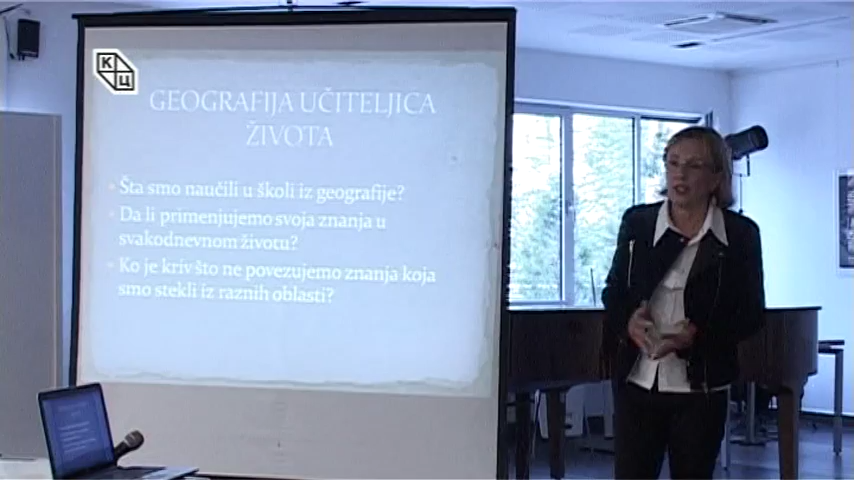 КЦ
GEOGRAFIJA UČITELJICA
ŽIVOTA
Šta smo naučili u školi iz geografije?
Da li primenjujemo svoja znanja u
svakodnevnom životu?
Ko je kriv što ne povezujemo znanja koja
smo stekli iz raznih oblasti?